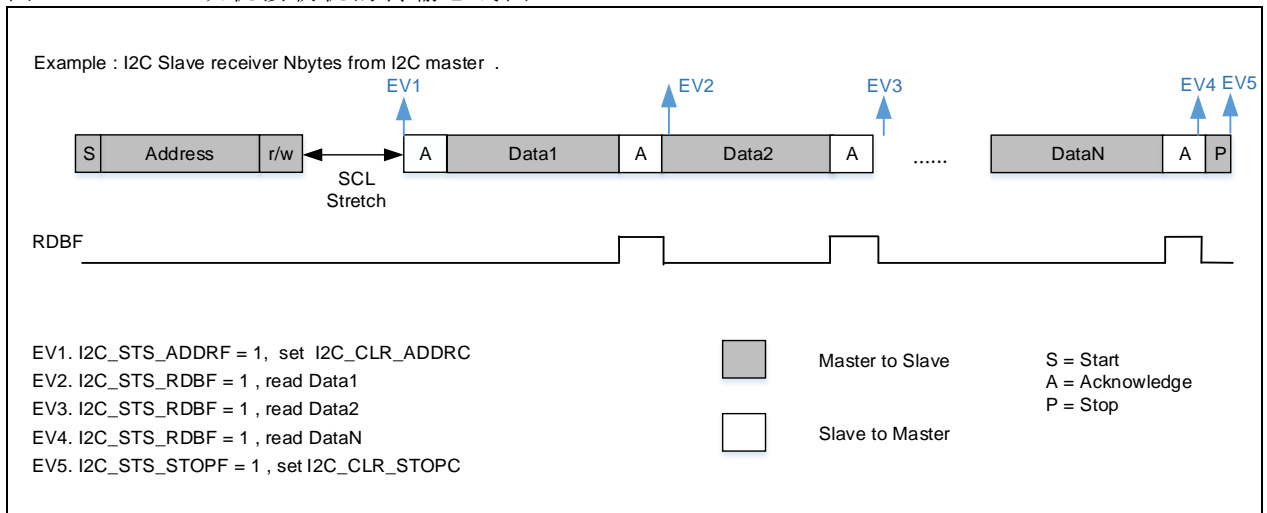 Example : I2C Slave receiver Nbytes from I2C master .
EV1 EV2 EV3 EV4 EV5
S Address r/w A Data1 A Data2 A ...... DataN A P
SCL
Stretch
RDBF
EV1. I2C_STS_ADDRF = 1, set I2C_CLR_ADDRC
EV2. I2C_STS_RDBF = 1 , read Data1
EV3. I2C_STS_RDBF = 1 , read Data2
EV4. I2C_STS_RDBF = 1 , read DataN
EV5. I2C_STS_STOPF = 1 , set I2C_CLR_STOPC
Master to Slave
Slave to Master
S = Start
A = Acknowledge
P = Stop